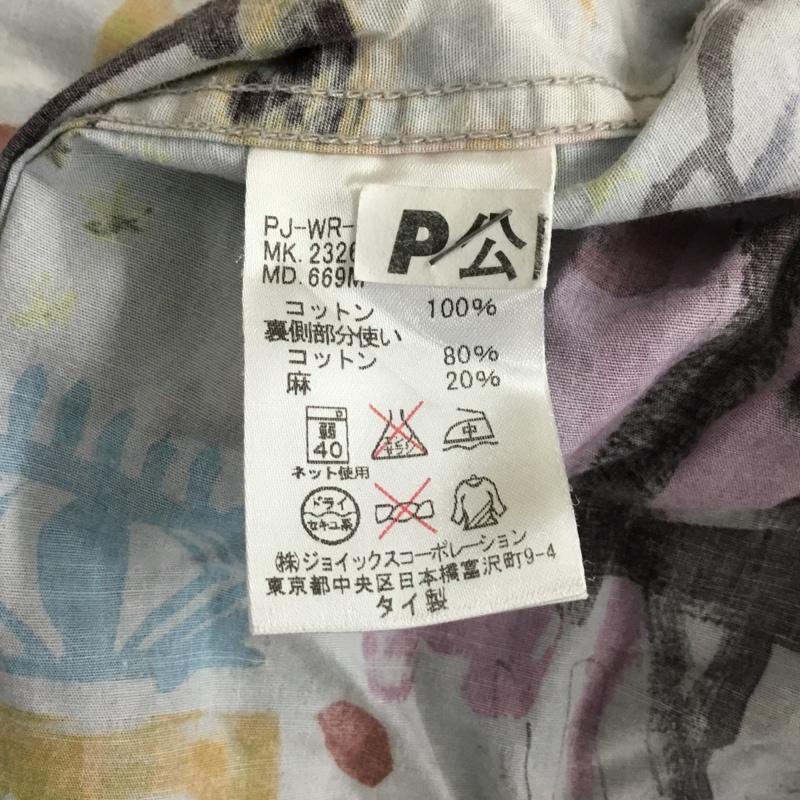 PJ-WR-
P公
MK.2326
MD.669M
コットン 100%
裏側部分使い
コットン 80%
麻 20%
弱
40
エンソ
サラシ
中
ネット使用
ドライ
セキユ系
㈱ジョイックスコーポレーション
東京都中央区日本橋富沢町9-4
タイ製